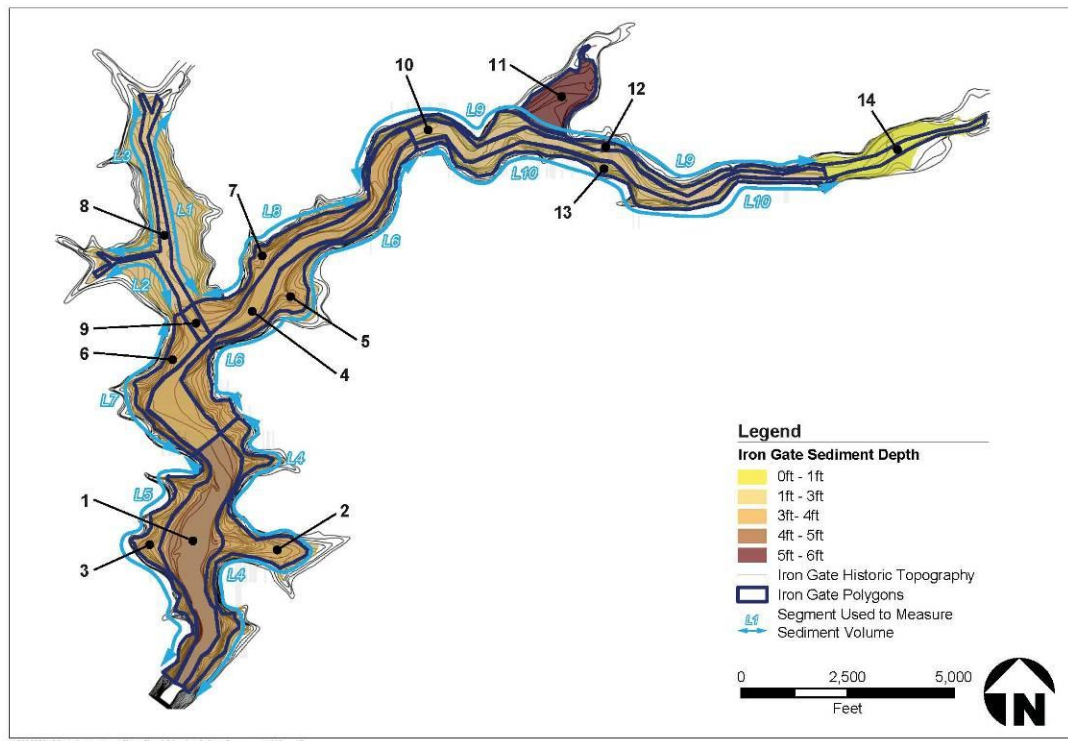 10
11
L9
12
14
L3
L9
7
L8
L10
8
L1
13
L10
L6
L2
9
5
6
L6
4
L7
L4
L5
1
2
3
L4
Legend
Iron Gate Sediment Depth
0ft - 1ft
1ft - 3ft
3ft- 4ft
4ft - 5ft
5ft - 6ft
Iron Gate Historic Topography
Iron Gate Polygons
L1 Segment Used to Measure
Sediment Volume
0 2,500 5,000
Feet
N